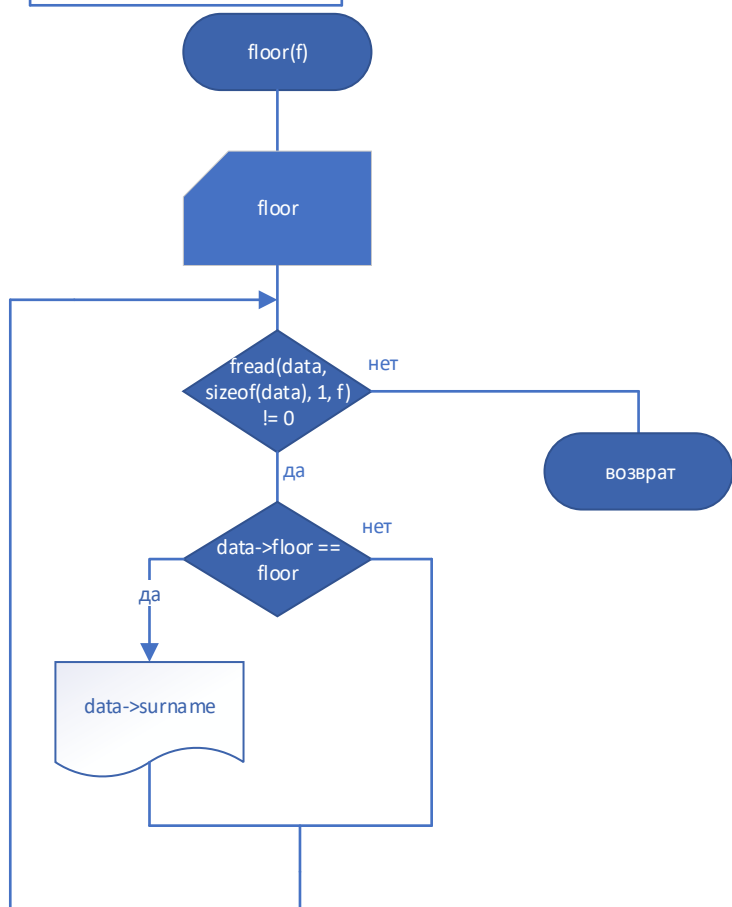 floor(f)
floor
fread(data,
sizeof(data), 1, f)
!= 0
нет
возврат
да
data->floor ==
floor
нет
да
data->surname